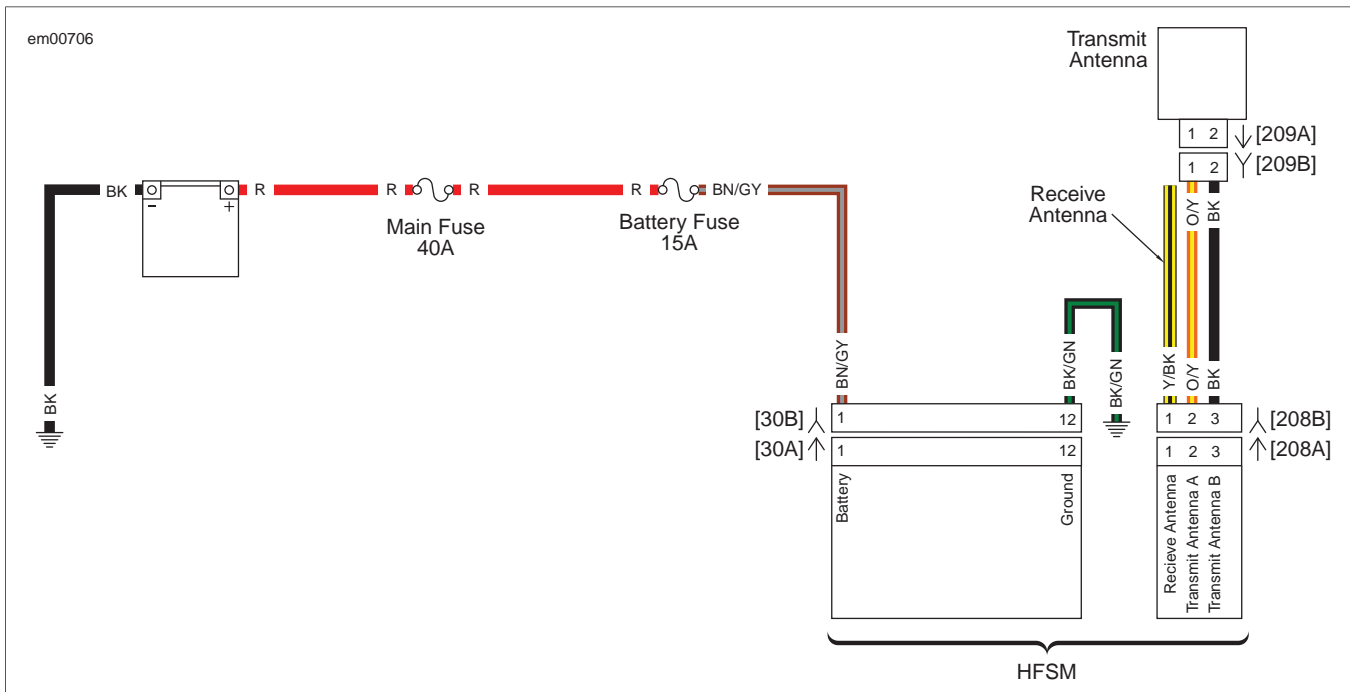 em00706
Transmit
Antenna
1 2 [209A]
1 2 [209B]
BK - + R R R R BN/GY
Main Fuse
40A
Battery Fuse
15A
Receive
Antenna
O/Y BK
BK
BN/GY
BK/GN
BK/GN
Y/BK O/Y BK
[30B] 1 12
1 2 3 [208B]
[30A] 1 12
1 2 3 [208A]
Battery
Ground
Recieve Antenna
Transmit Antenna A
Transmit Antenna B
HFSM